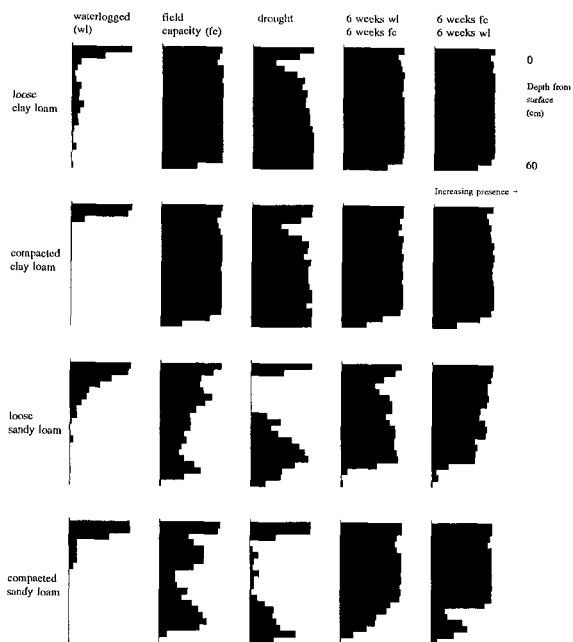 waterlogged
(wl)
field
capacity (fc)
drought
6 weeks wl
6 weeks fc
6 weeks fc
6 weeks wl
loose
clay loam
0
Depth from
surface
(cm)
60
Increasing presence →
compacted
clay loam
loose
sandy loam
compacted
sandy loam